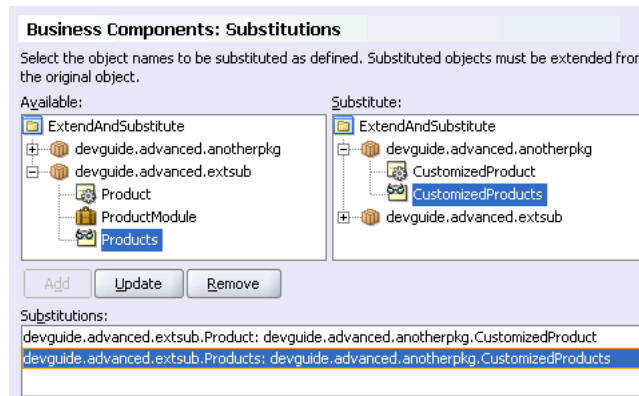 Business Components: Substitutions
Select the object names to be substituted as defined. Substituted objects must be extended from
the original object.
Available:
Substitute:
ExtendAndSubstitute
devguide.advanced.anotherpkg
devguide.advanced.extsub
Product
ProductModule
Products
ExtendAndSubstitute
devguide.advanced.anotherpkg
CustomizedProduct
CustomizedProducts
devguide.advanced.extsub
Add
Update
Remove
Substitutions:
devguide.advanced.extsub.Product: devguide.advanced.anotherpkg.CustomizedProduct
devguide.advanced.extsub.Products: devguide.advanced.anotherpkg.CustomizedProducts